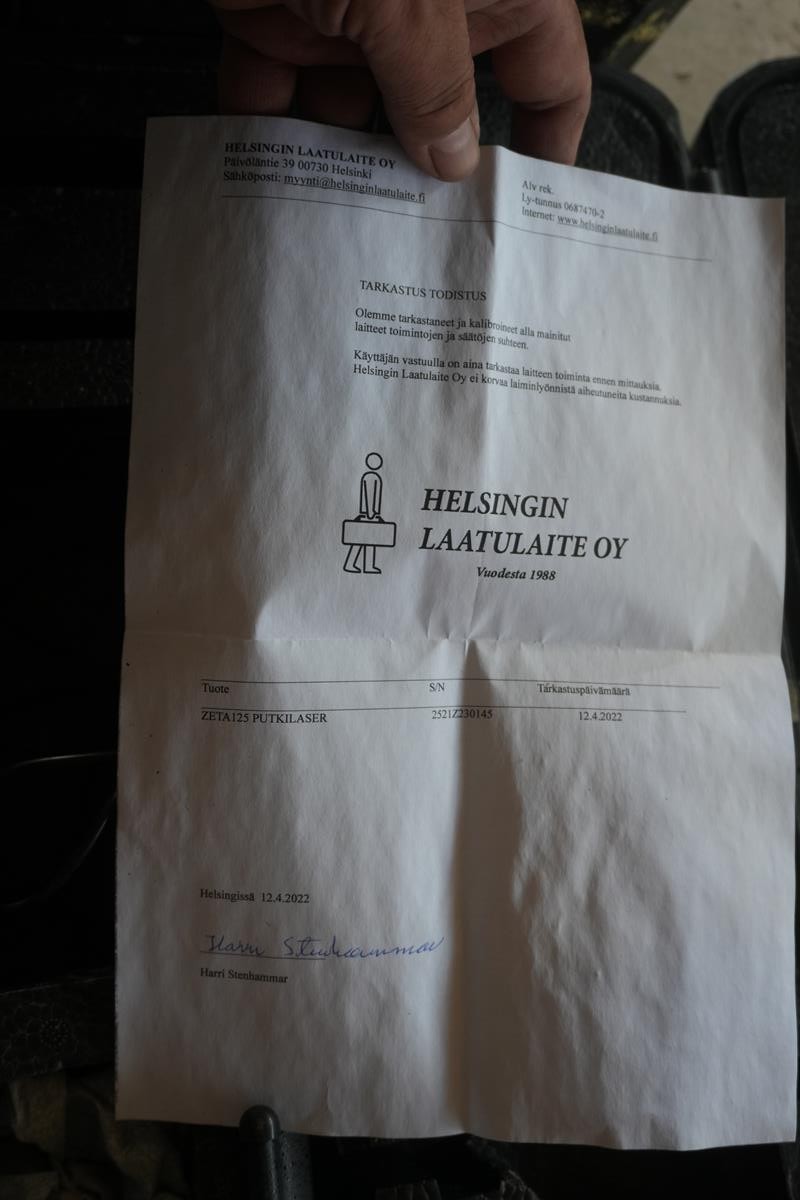 HELSINGIN LAATULAITE OY
Päivöläntie 39 00730 Helsinki
Sähköposti: myynti@helsinginlaatulaite.fi
Alv rek.
Ly-tunnus 0687470-2
Internet: www.helsinginlaatulaite.fi
TARKASTUS TODISTUS
Olemme tarkastaneet ja kalibroineet alla mainitut
laitteet toimintojen ja säätöjen suhteen.
Käyttäjän vastuulla on aina tarkastaa laitteen toiminta ennen mittauksia.
Helsingin Laatulaite Oy ei korvaa laiminlyönnistä aiheutuneita kustannuksia.
HELSINGIN
LAATULAITE OY
Vuodesta 1988
Tuote S/N Tarkastuspäivämäärä
ZETA125 PUTKILASER 2521Z230145 12.4.2022
Helsingissä 12.4.2022
Harri Stenhammar
Harri Stenhammar